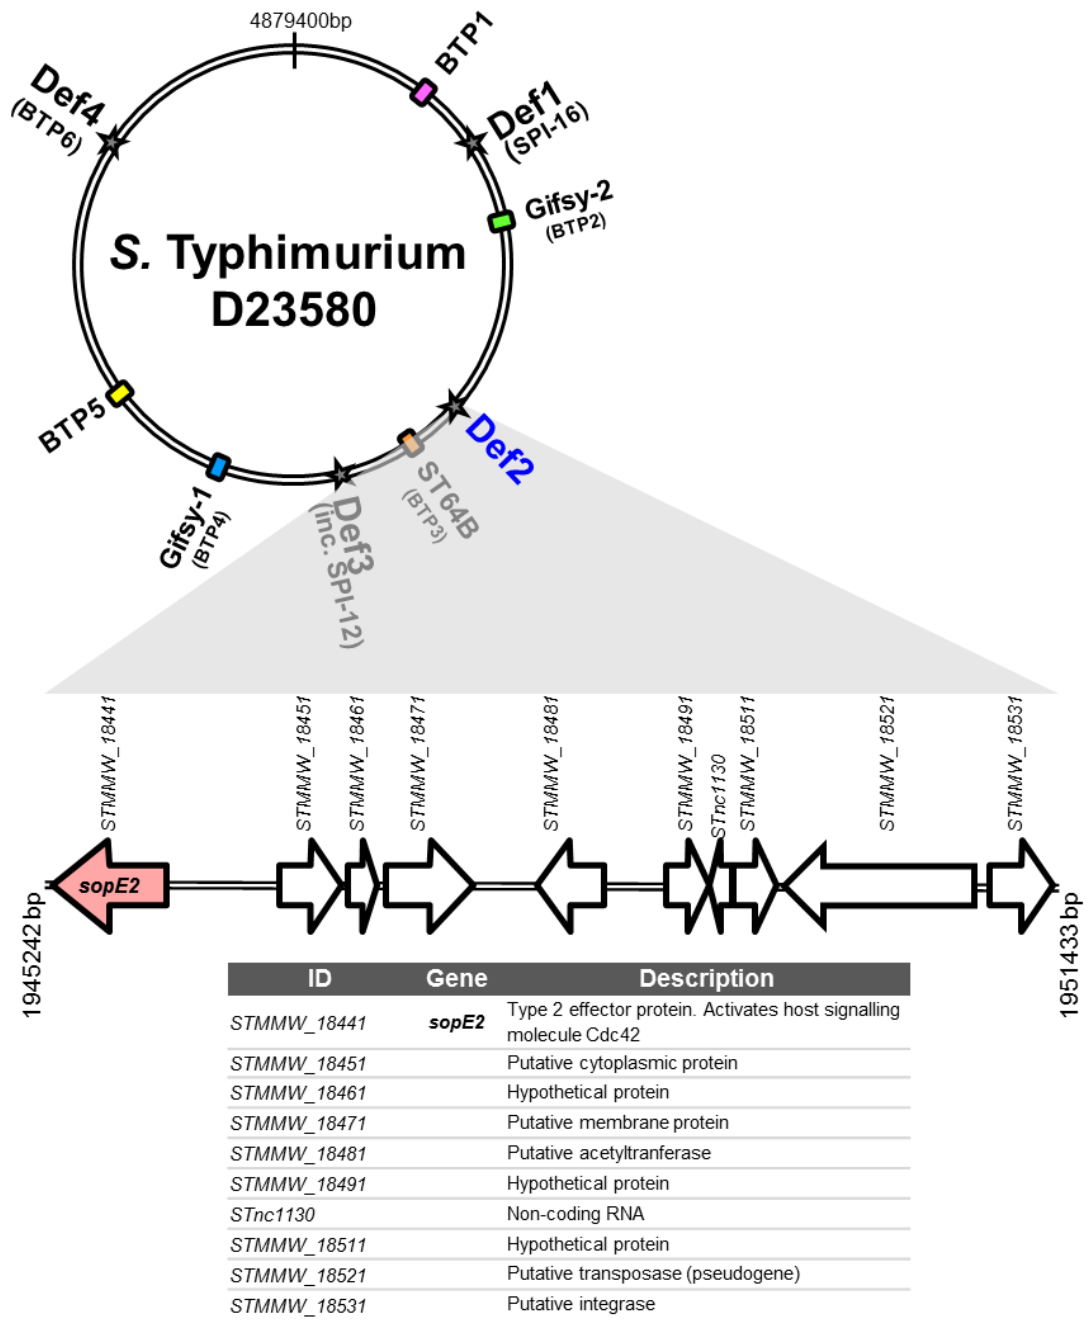 4879400bp
BTP1
Def1
(SPI-16)
Gifsy-2
(BTP2)
Def4
(BTP6)
S. Typhimurium
D23580
BTP5
Gifsy-1
(BTP4)
Def3
(inc. SPI-12)
ST64B
(BTP3)
Def2
STMMW_18441
STMMW_18451
STMMW_18461
STMMW_18471
STMMW_18481
STMMW_18491
STnc1130
STMMW_18511
STMMW_18521
STMMW_18531
sopE2
1945242 bp
1951433 bp
ID Gene Description
STMMW_18441 sopE2 Type 2 effector protein. Activates host signalling
molecule Cdc42
STMMW_18451 Putative cytoplasmic protein
STMMW_18461 Hypothetical protein
STMMW_18471 Putative membrane protein
STMMW_18481 Putative acetyltranferase
STMMW_18491 Hypothetical protein
STnc1130 Non-coding RNA
STMMW_18511 Hypothetical protein
STMMW_18521 Putative transposase (pseudogene)
STMMW_18531 Putative integrase